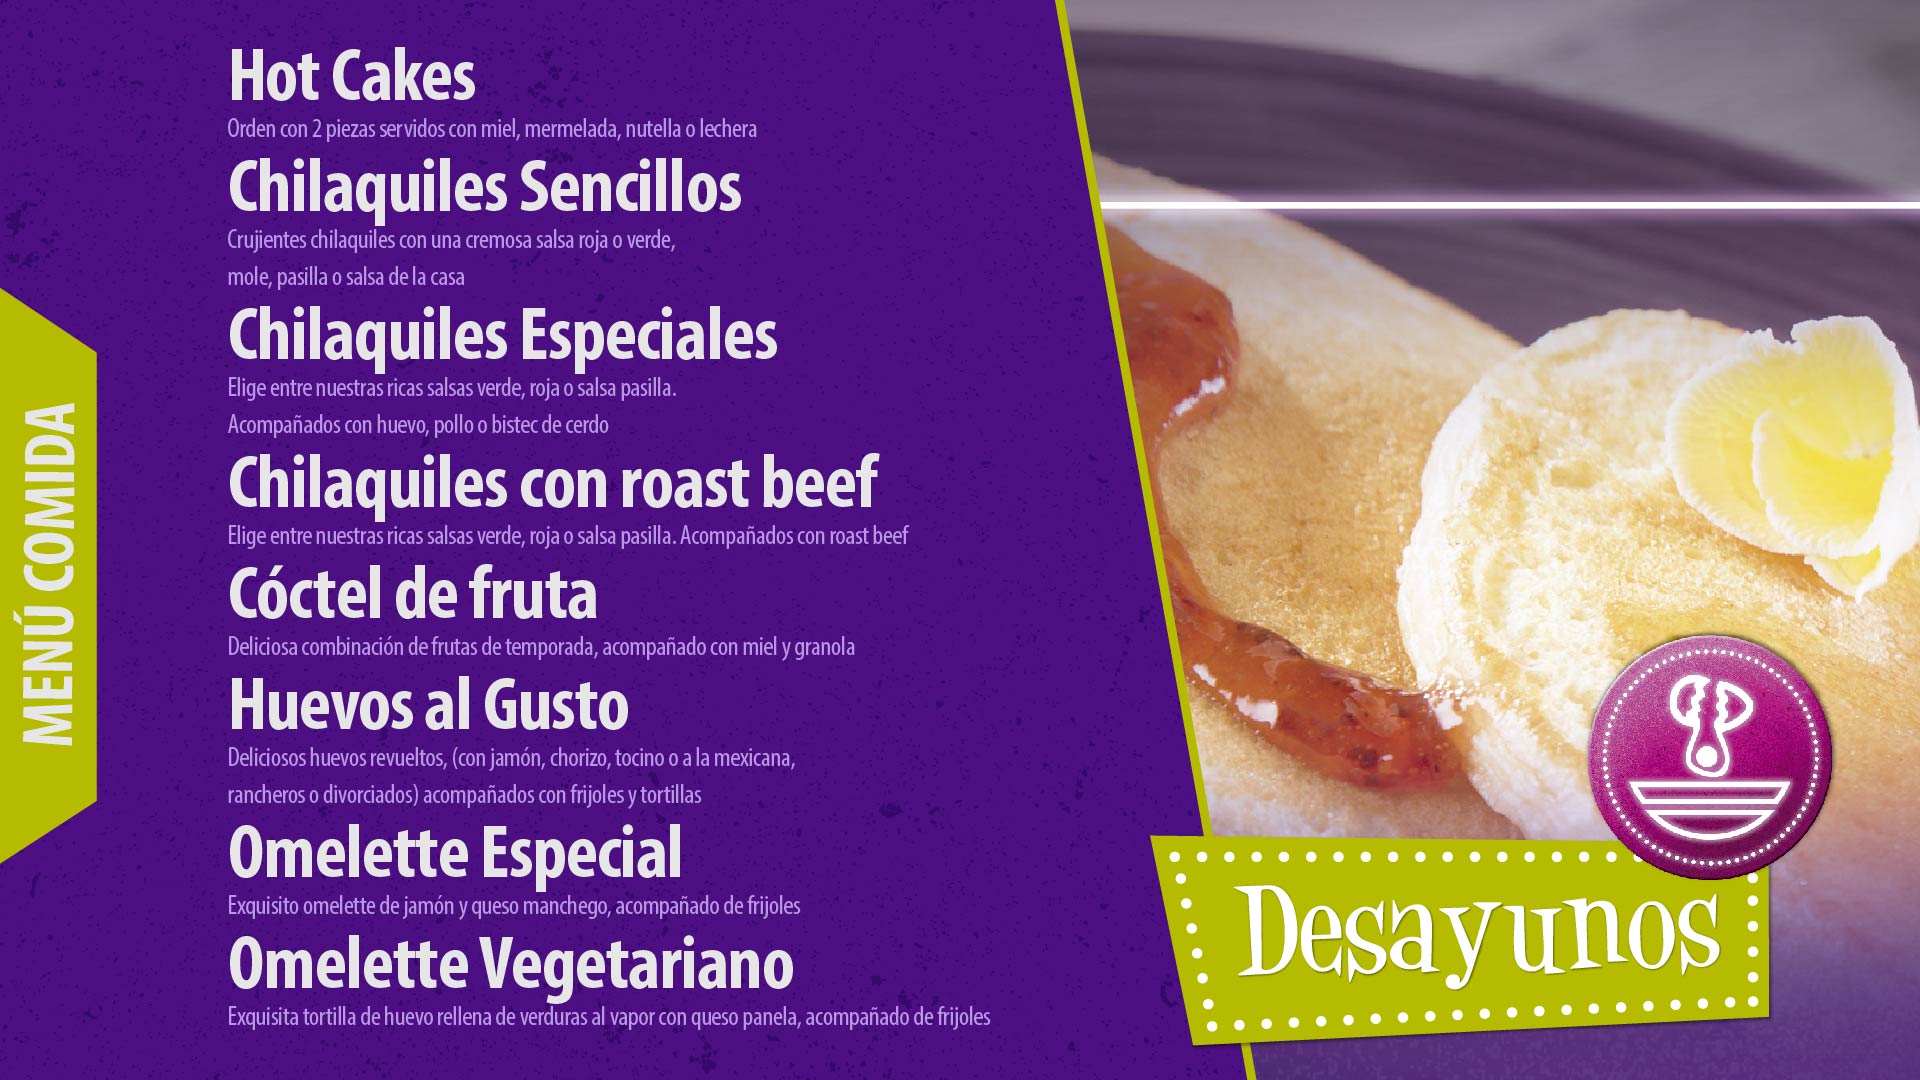 MENÚ COMIDA
Hot Cakes
Orden con 2 piezas servidos con miel, mermelada, nutella o lechera
Chilaquiles Sencillos
Crujientes chilaquiles con una cremosa salsa roja o verde,
mole, pasilla o salsa de la casa
Chilaquiles Especiales
Elige entre nuestras ricas salsas verde, roja o salsa pasilla.
Acompañados con huevo, pollo o bistec de cerdo
Chilaquiles con roast beef
Elige entre nuestras ricas salsas verde, roja o salsa pasilla. Acompañados con roast beef
Cóctel de fruta
Deliciosa combinación de frutas de temporada, acompañado con miel y granola
Huevos al Gusto
Deliciosos huevos revueltos, (con jamón, chorizo, tocino o a la mexicana,
rancheros o divorciados) acompañados con frijoles y tortillas
Omelette Especial
Exquisito omelette de jamón y queso manchego, acompañado de frijoles
Omelette Vegetariano
Exquisita tortilla de huevo rellena de verduras al vapor con queso panela, acompañado de frijoles
Desayunos